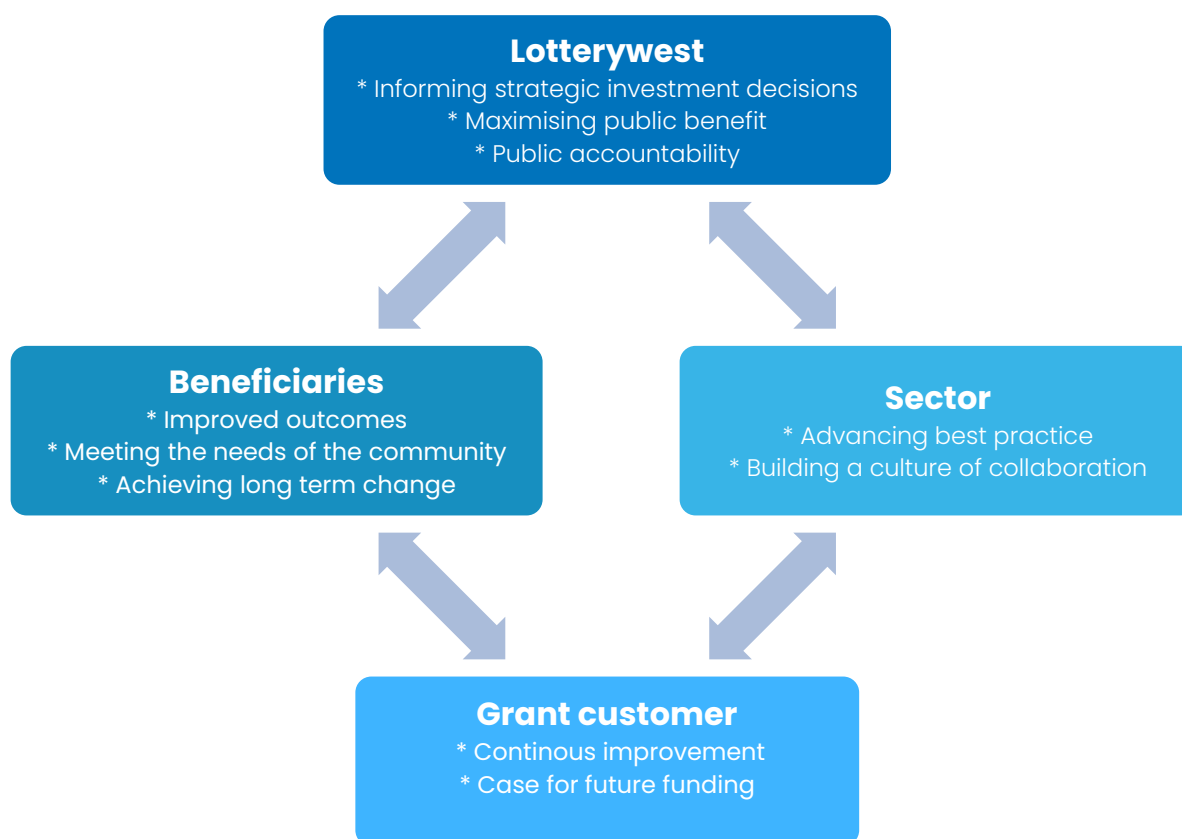 Lotterywest
* Informing strategic investment decisions
* Maximising public benefit
* Public accountability
Beneficiaries
* Improved outcomes
* Meeting the needs of the community
* Achieving long term change
Sector
* Advancing best practice
* Building a culture of collaboration
Grant customer
* Continous improvement
* Case for future funding